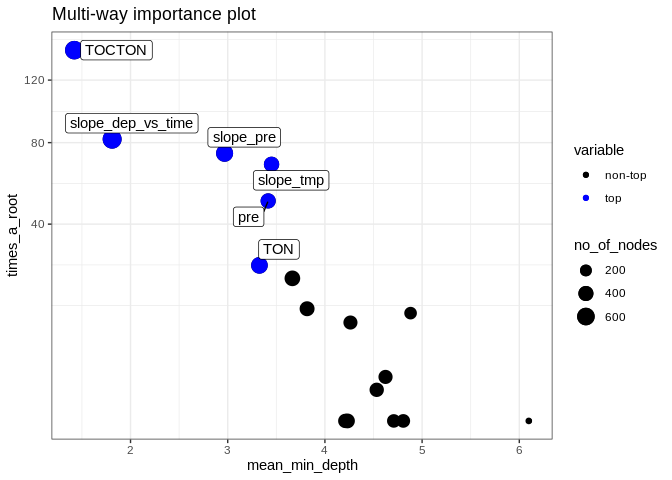 Multi-way importance plot
TOCTON
120
slope_dep_vs_time
slope_pre
80
slope_tmp
pre
40
TON
times_a_root
2
3
4
5
6
mean_min_depth
variable
non-top
top
no_of_nodes
200
400
600